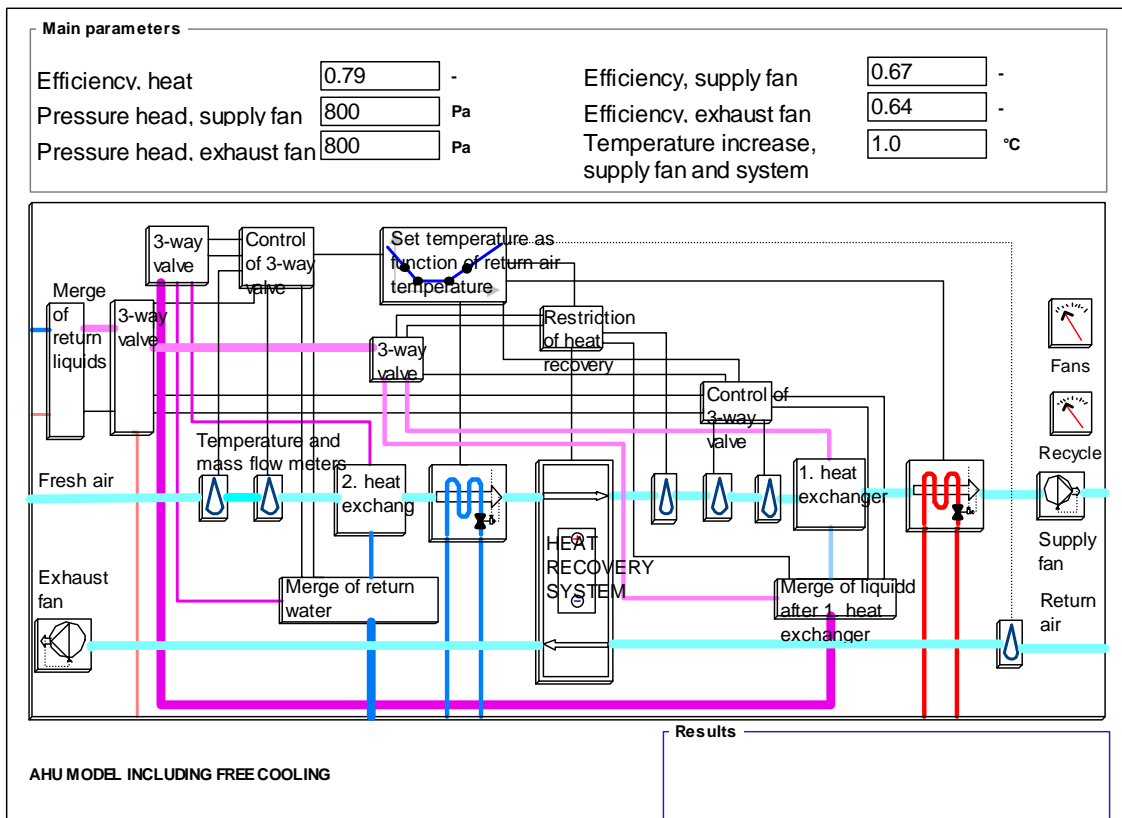 Main parameters
Efficiency, heat
0.79
-
Pressure head, supply fan
800
Pa
Pressure head, exhaust fan
800
Pa
Efficiency, supply fan
0.67
-
Efficiency, exhaust fan
0.64
-
Temperature increase,
supply fan and system
1.0
°C
3-way
valve
Control
of 3-way
valve
Set temperature as
function of return air
temperature
Merge
of
return
liquids
3-way
valve
3-way
valve
Restriction
of heat
recovery
Control of
3-way
valve
Fans
Recycle
Temperature and
mass flow meters
Fresh air
2. heat
exchang
1. heat
exchanger
HEAT
RECOVERY
SYSTEM
Supply
fan
Exhaust
fan
Merge of return
water
Merge of liquidd
after 1. heat
exchanger
Return
air
Results
AHU MODEL INCLUDING FREE COOLING